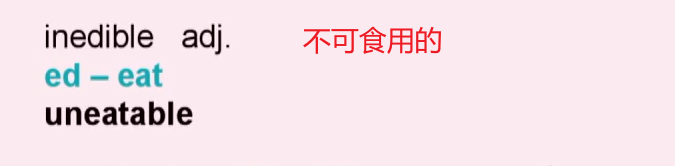 inedible adj. 不可食用的
ed – eat
uneatable